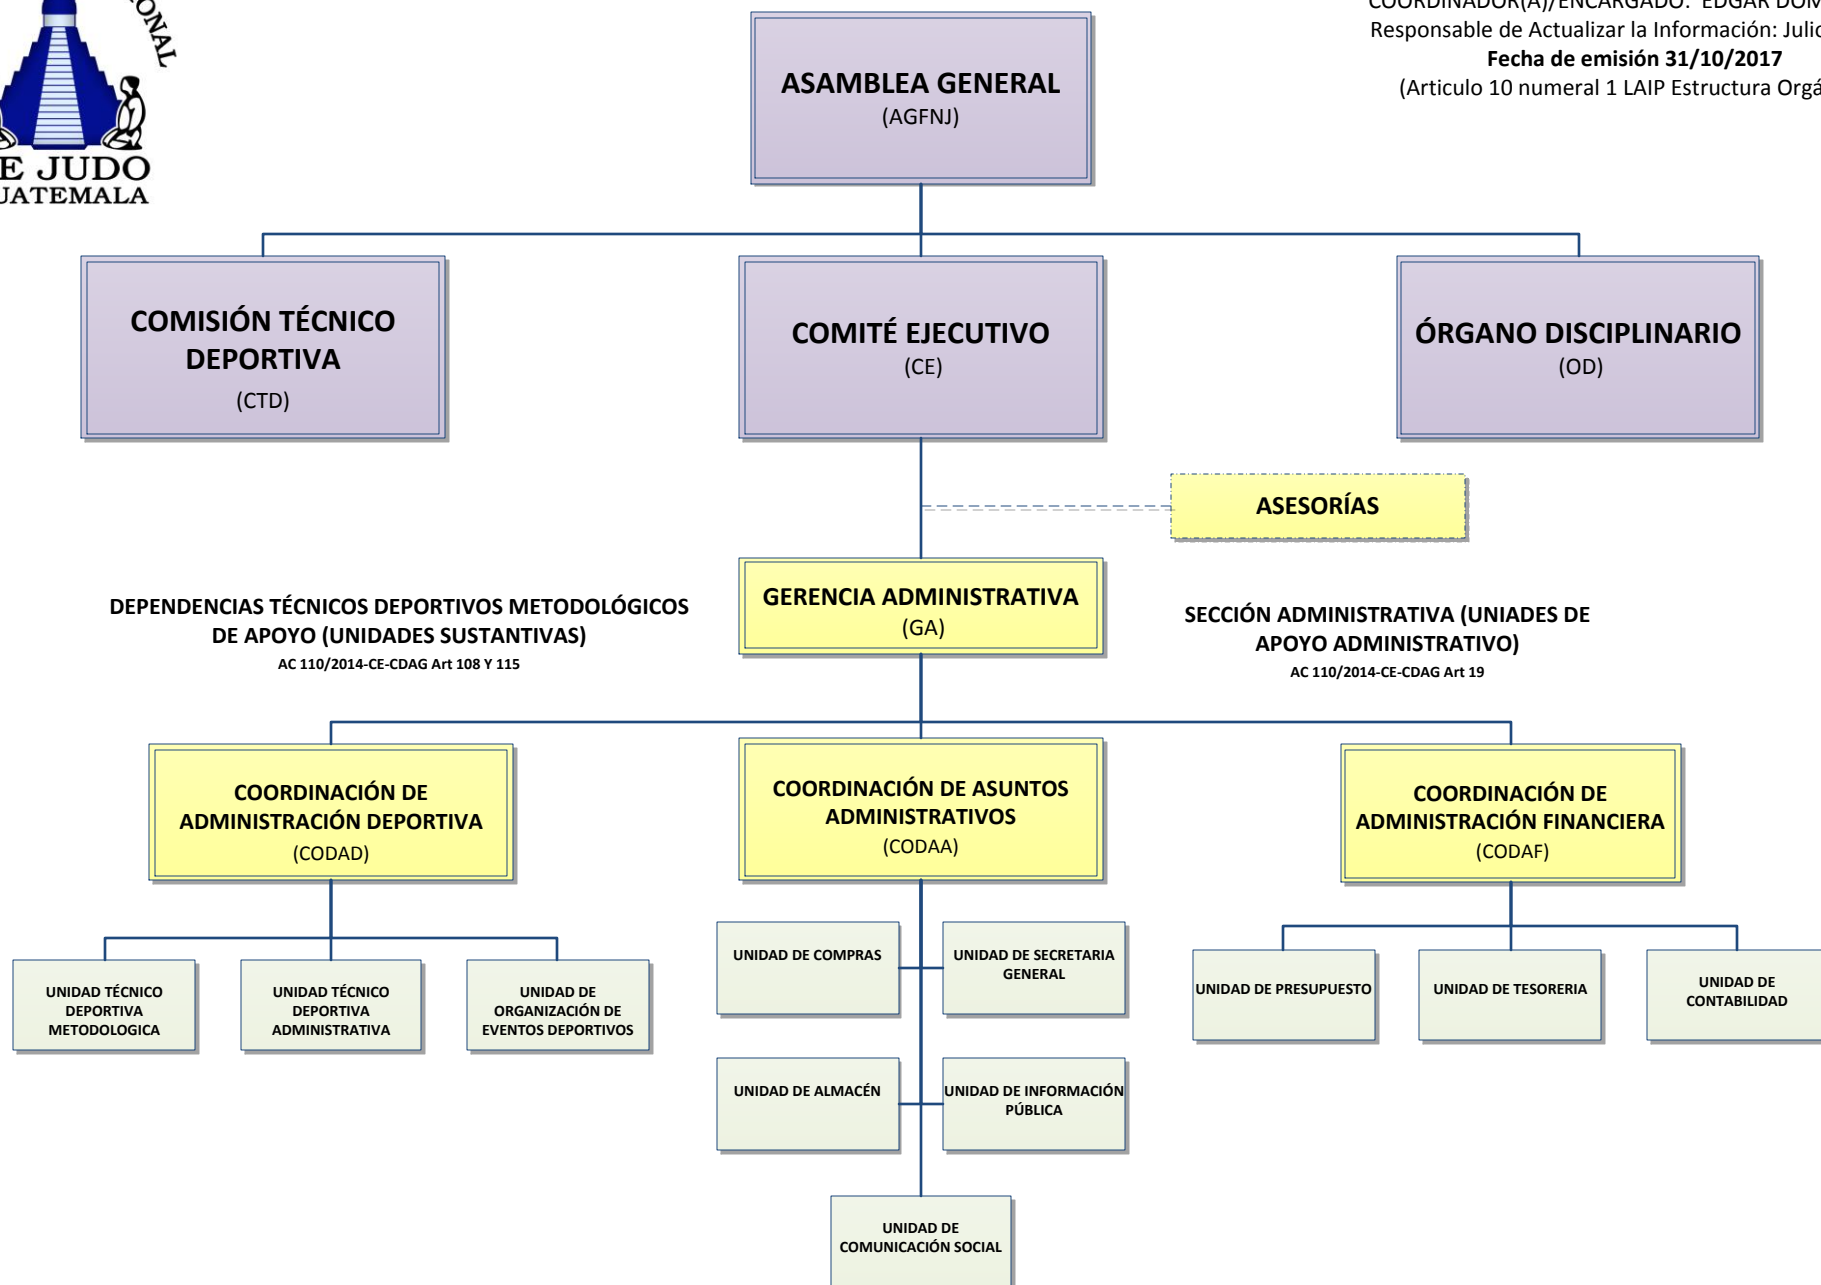 COORDINADOR(A)/ENCARGADO: EDGAR
Responsable de Actualizar la Información:
Fecha de emisión 31/10/2017
(Articulo 10 numeral 1 LAIP Estructura
JUDO
ASAMBLEA GENERAL
(AGFNJ)
COMISIÓN TÉCNICO
DEPORTIVA
(CTD)
COMITÉ EJECUTIVO
(CE)
ÓRGANO DISCIPLINARIO
(OD)
ASESORÍAS
GERENCIA ADMINISTRATIVA
(GA)
DEPENDENCIAS TÉCNICOS DEPORTIVOS METODOLÓGICOS
DE APOYO (UNIDADES SUSTANTIVAS)
AC 110/2014-CE-CDAG Art 108 Y 115
SECCIÓN ADMINISTRATIVA (UNIADES DE
APOYO ADMINISTRATIVO)
AC 110/2014-CE-CDAG Art 19
COORDINACIÓN DE
ADMINISTRACIÓN DEPORTIVA
(CODAD)
COORDINACIÓN DE ASUNTOS
ADMINISTRATIVOS
(CODAA)
COORDINACIÓN DE
ADMINISTRACIÓN FINANCIERA
(CODAF)
UNIDAD TÉCNICO
DEPORTIVA
METODOLOGICA
UNIDAD TÉCNICO
DEPORTIVA
ADMINISTRATIVA
UNIDAD DE
ORGANIZACIÓN DE
EVENTOS DEPORTIVOS
UNIDAD DE COMPRAS
UNIDAD DE SECRETARIA
GENERAL
UNIDAD DE ALMACÉN
UNIDAD DE INFORMACIÓN
PÚBLICA
UNIDAD DE
COMUNICACIÓN SOCIAL
UNIDAD DE PRESUPUESTO
UNIDAD DE TESORERIA
UNIDAD DE
CONTABILIDAD